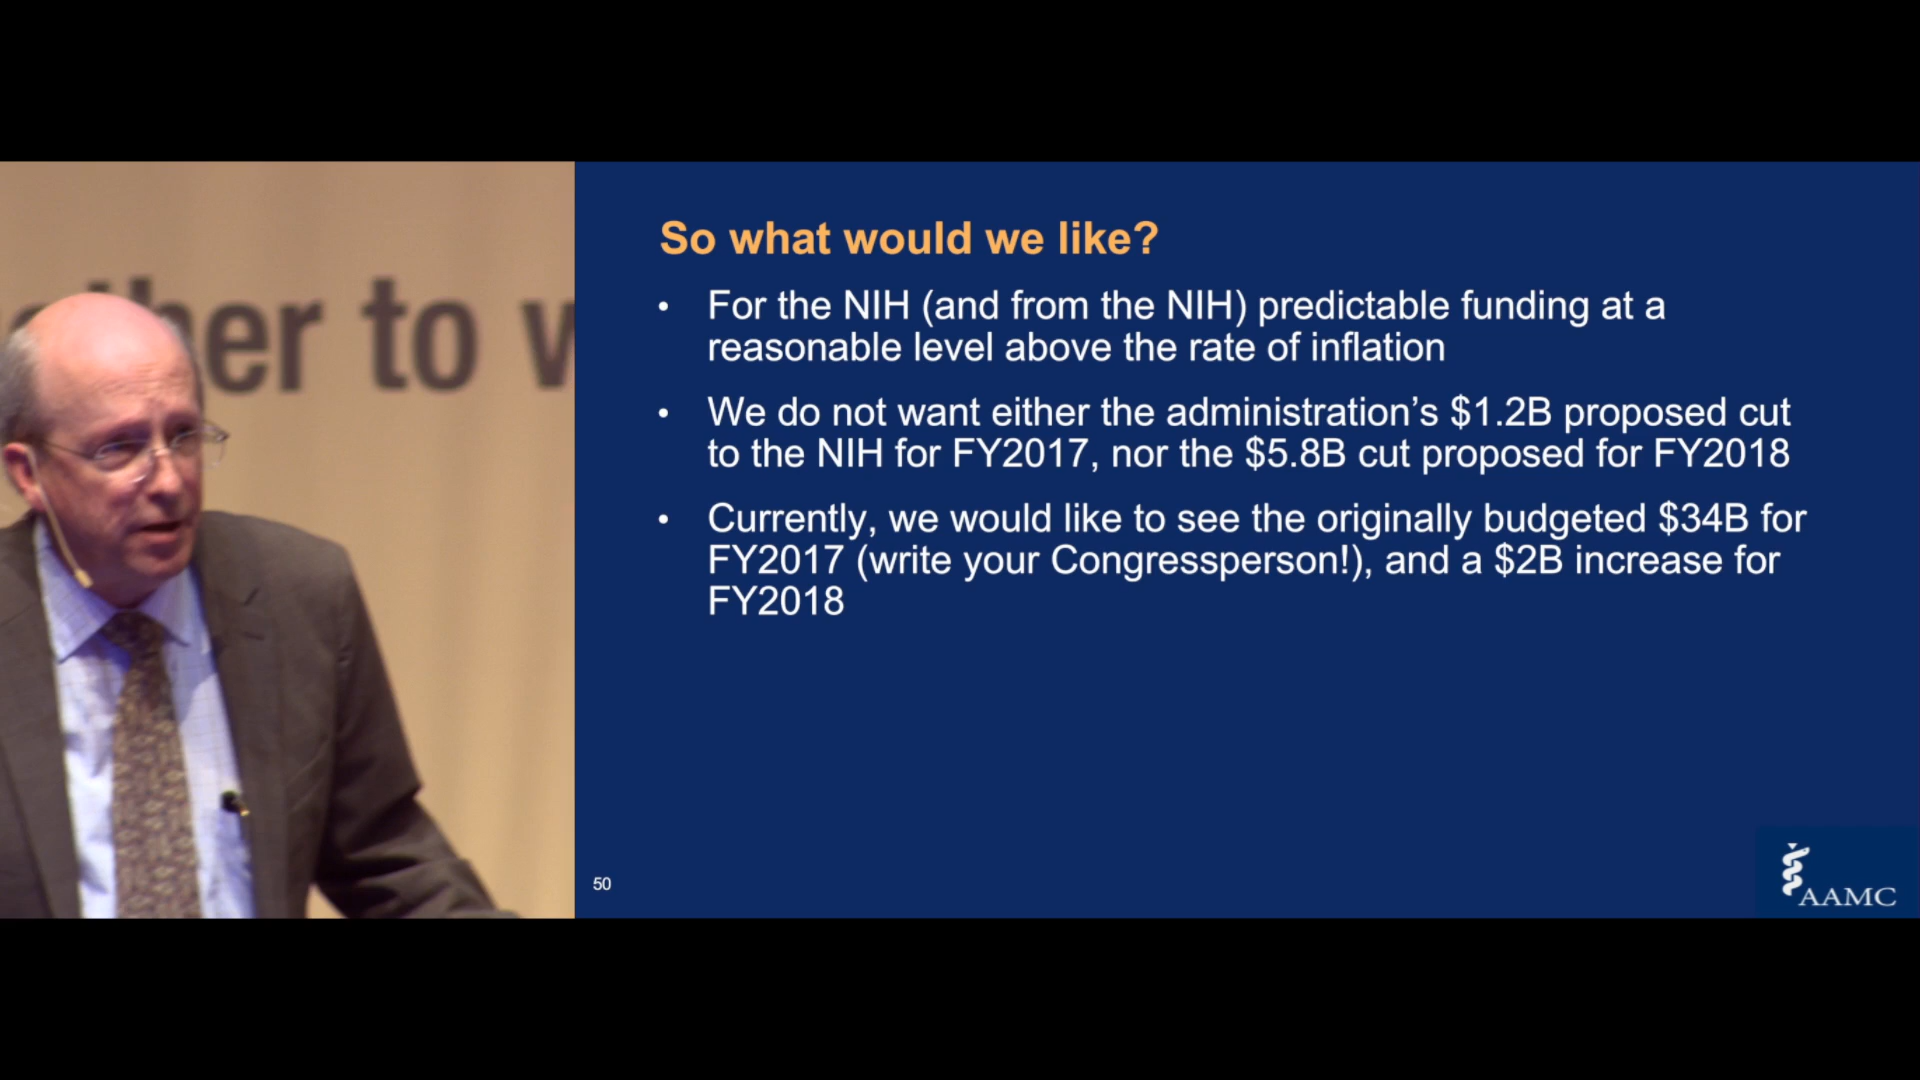 her to
So what would we like?
• For the NIH (and from the NIH) predictable funding at a
reasonable level above the rate of inflation
• We do not want either the administration’s $1.2B proposed cut
to the NIH for FY2017, nor the $5.8B cut proposed for FY2018
• Currently, we would like to see the originally budgeted $34B for
FY2017 (write your Congressperson!), and a $2B increase for
FY2018
50
AAMC